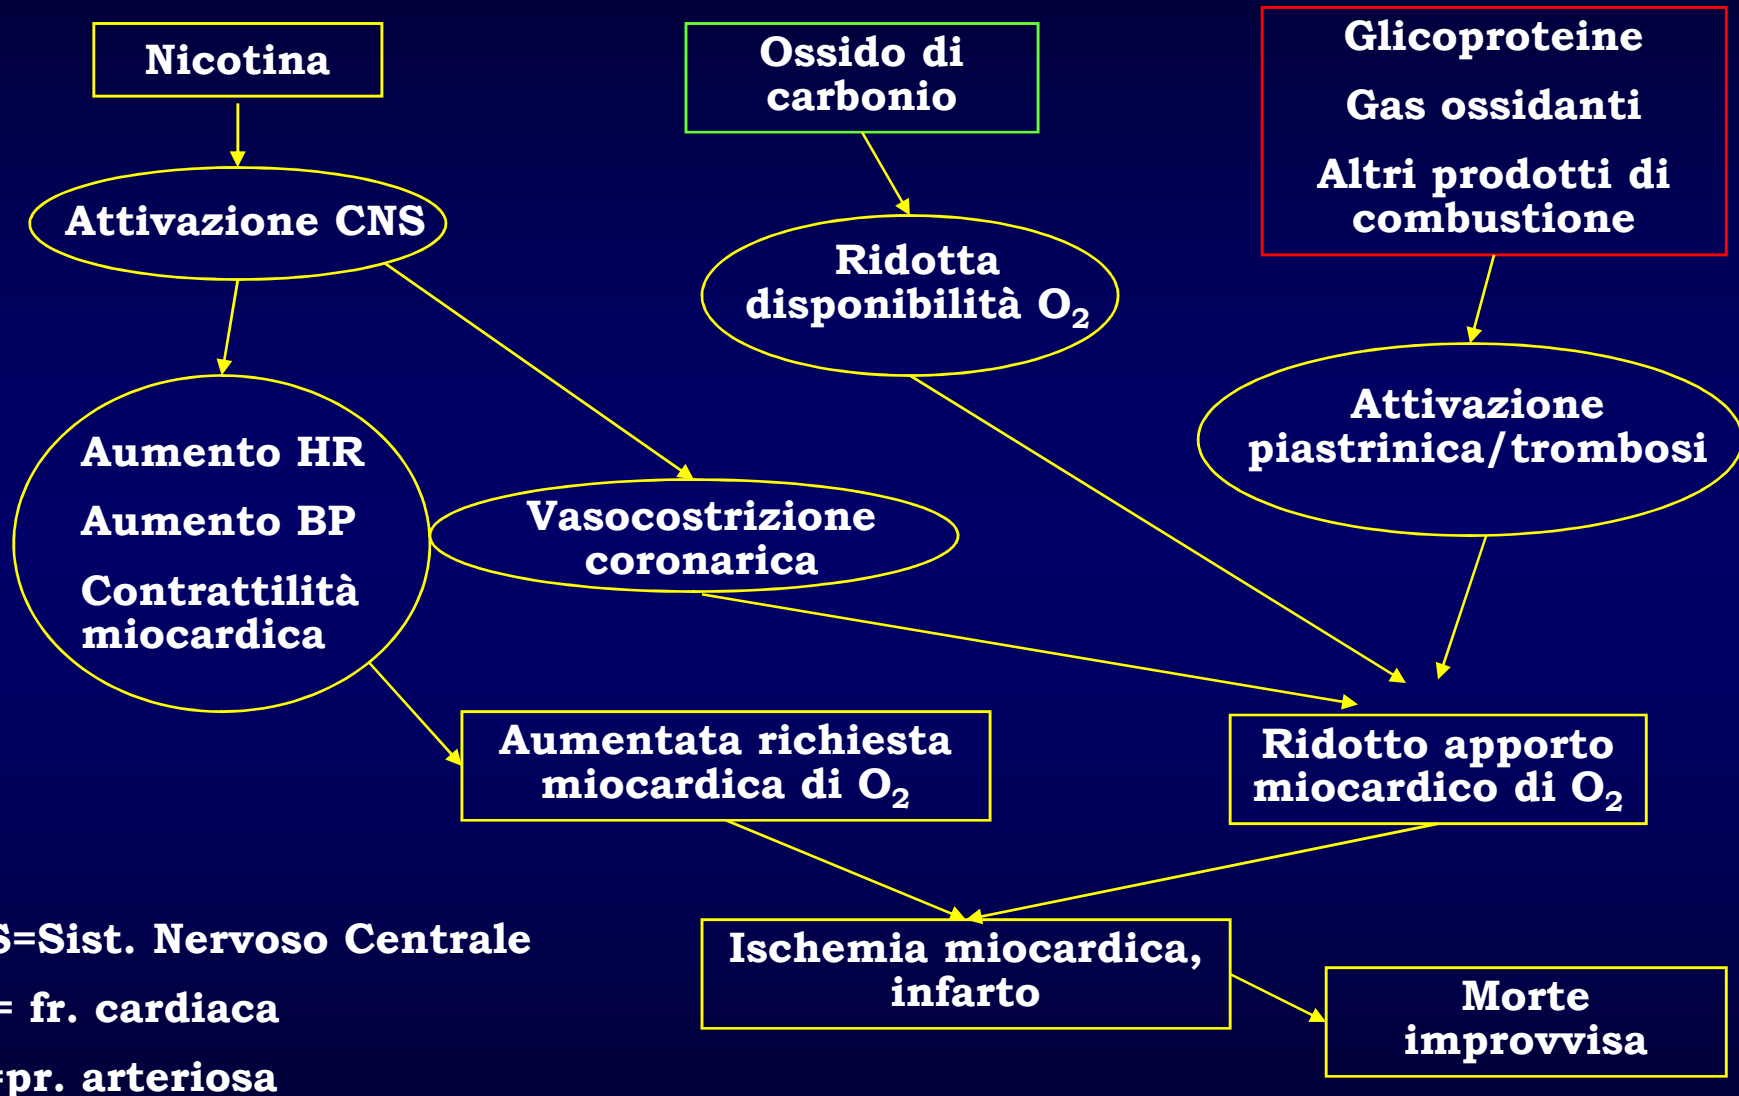 Nicotina
Ossido di
carbonio
Glicoproteine
Gas ossidanti
Altri prodotti di
combustione
Attivazione CNS
Ridotta
disponibilità O₂
Attivazione
piastrinica/trombosi
Aumento HR
Aumento BP
Contrattilità
miocardica
Vasocostrizione
coronarica
Aumentata richiesta
miocardica di O₂
Ridotto apporto
miocardico di O₂
Ischemia miocardica,
infarto
Morte
improvvisa
S=Sist. Nervoso Centrale
= fr. cardiaca
=pr. arteriosa